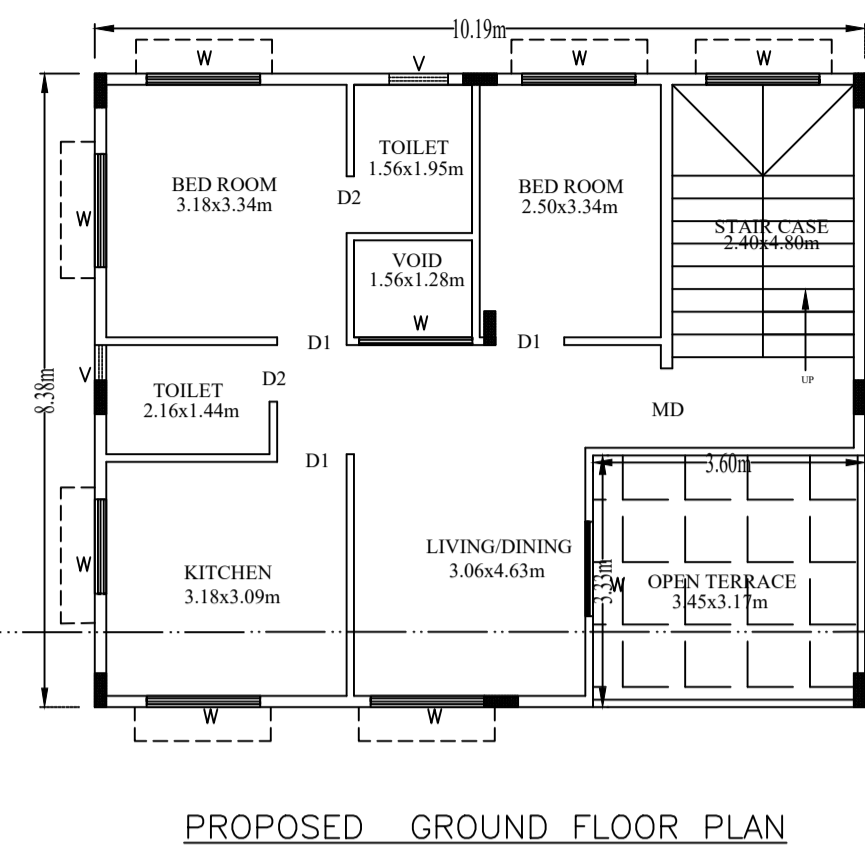 10.19m
W
V
W
W
TOILET
1.56x1.95m
BED ROOM
3.18x3.34m
D2
BED ROOM
2.50x3.34m
W
STAIR CASE
2.40x4.80m
VOID
1.56x1.28m
W
D1
D1
V
8.38m
TOILET
2.16x1.44m
D2
UP
MD
D1
3.60m
LIVING/DINING
3.06x4.63m
W
KITCHEN
3.18x3.09m
3.33m
W
OPEN TERRACE
3.45x3.17m
W
W
PROPOSED GROUND FLOOR PLAN